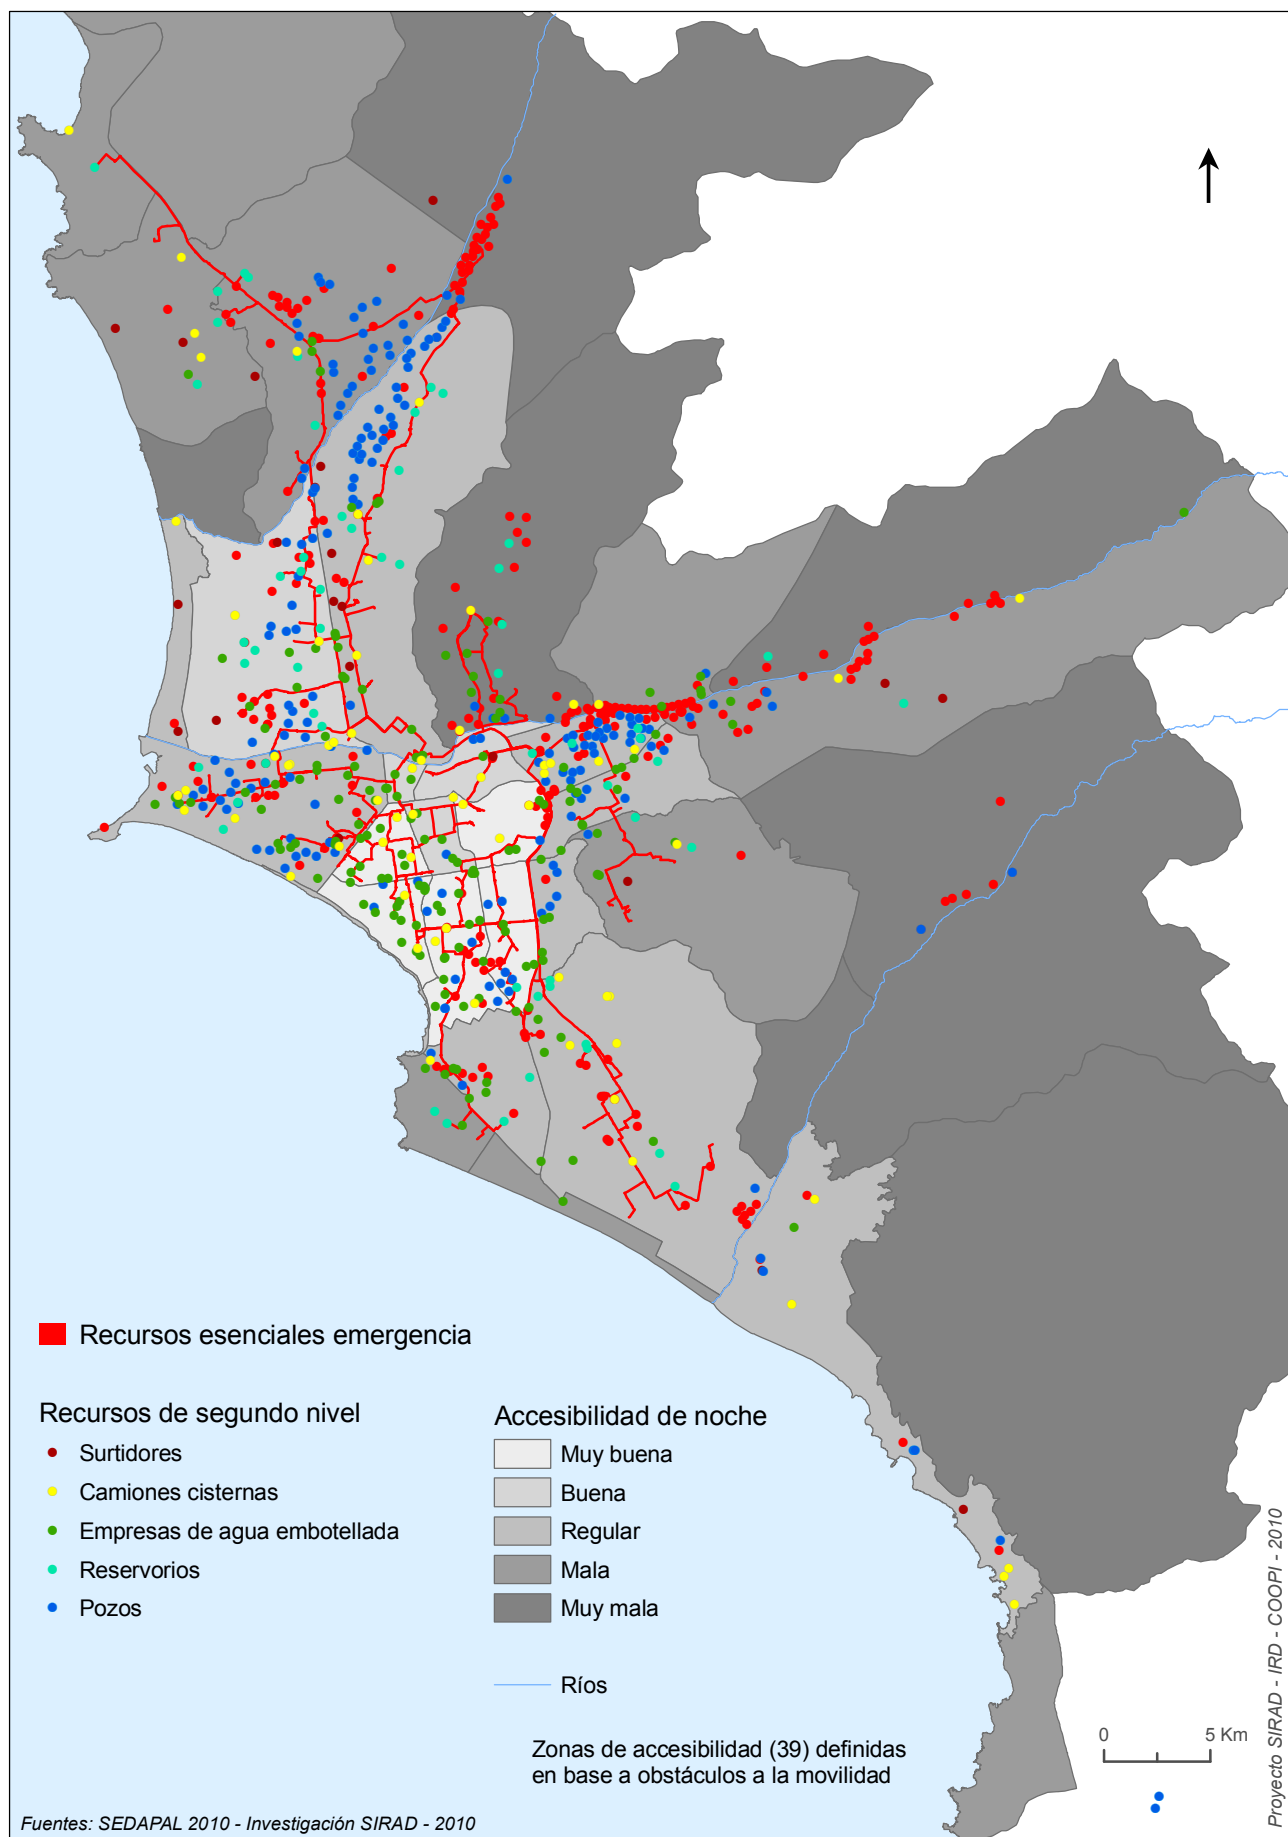 Recursos esenciales emergencia
Recursos de segundo nivel
Surtidores
Camiones cisternas
Empresas de agua embotellada
Reservorios
Pozos
Accesibilidad de noche
Muy buena
Buena
Regular
Mala
Muy mala
Ríos
Zonas de accesibilidad (39) definidas
en base a obstáculos a la movilidad
0 5 Km
Proyecto SIRAD - IRD - COOPI - 2010
Fuentes: SEDAPAL 2010 - Investigación SIRAD - 2010